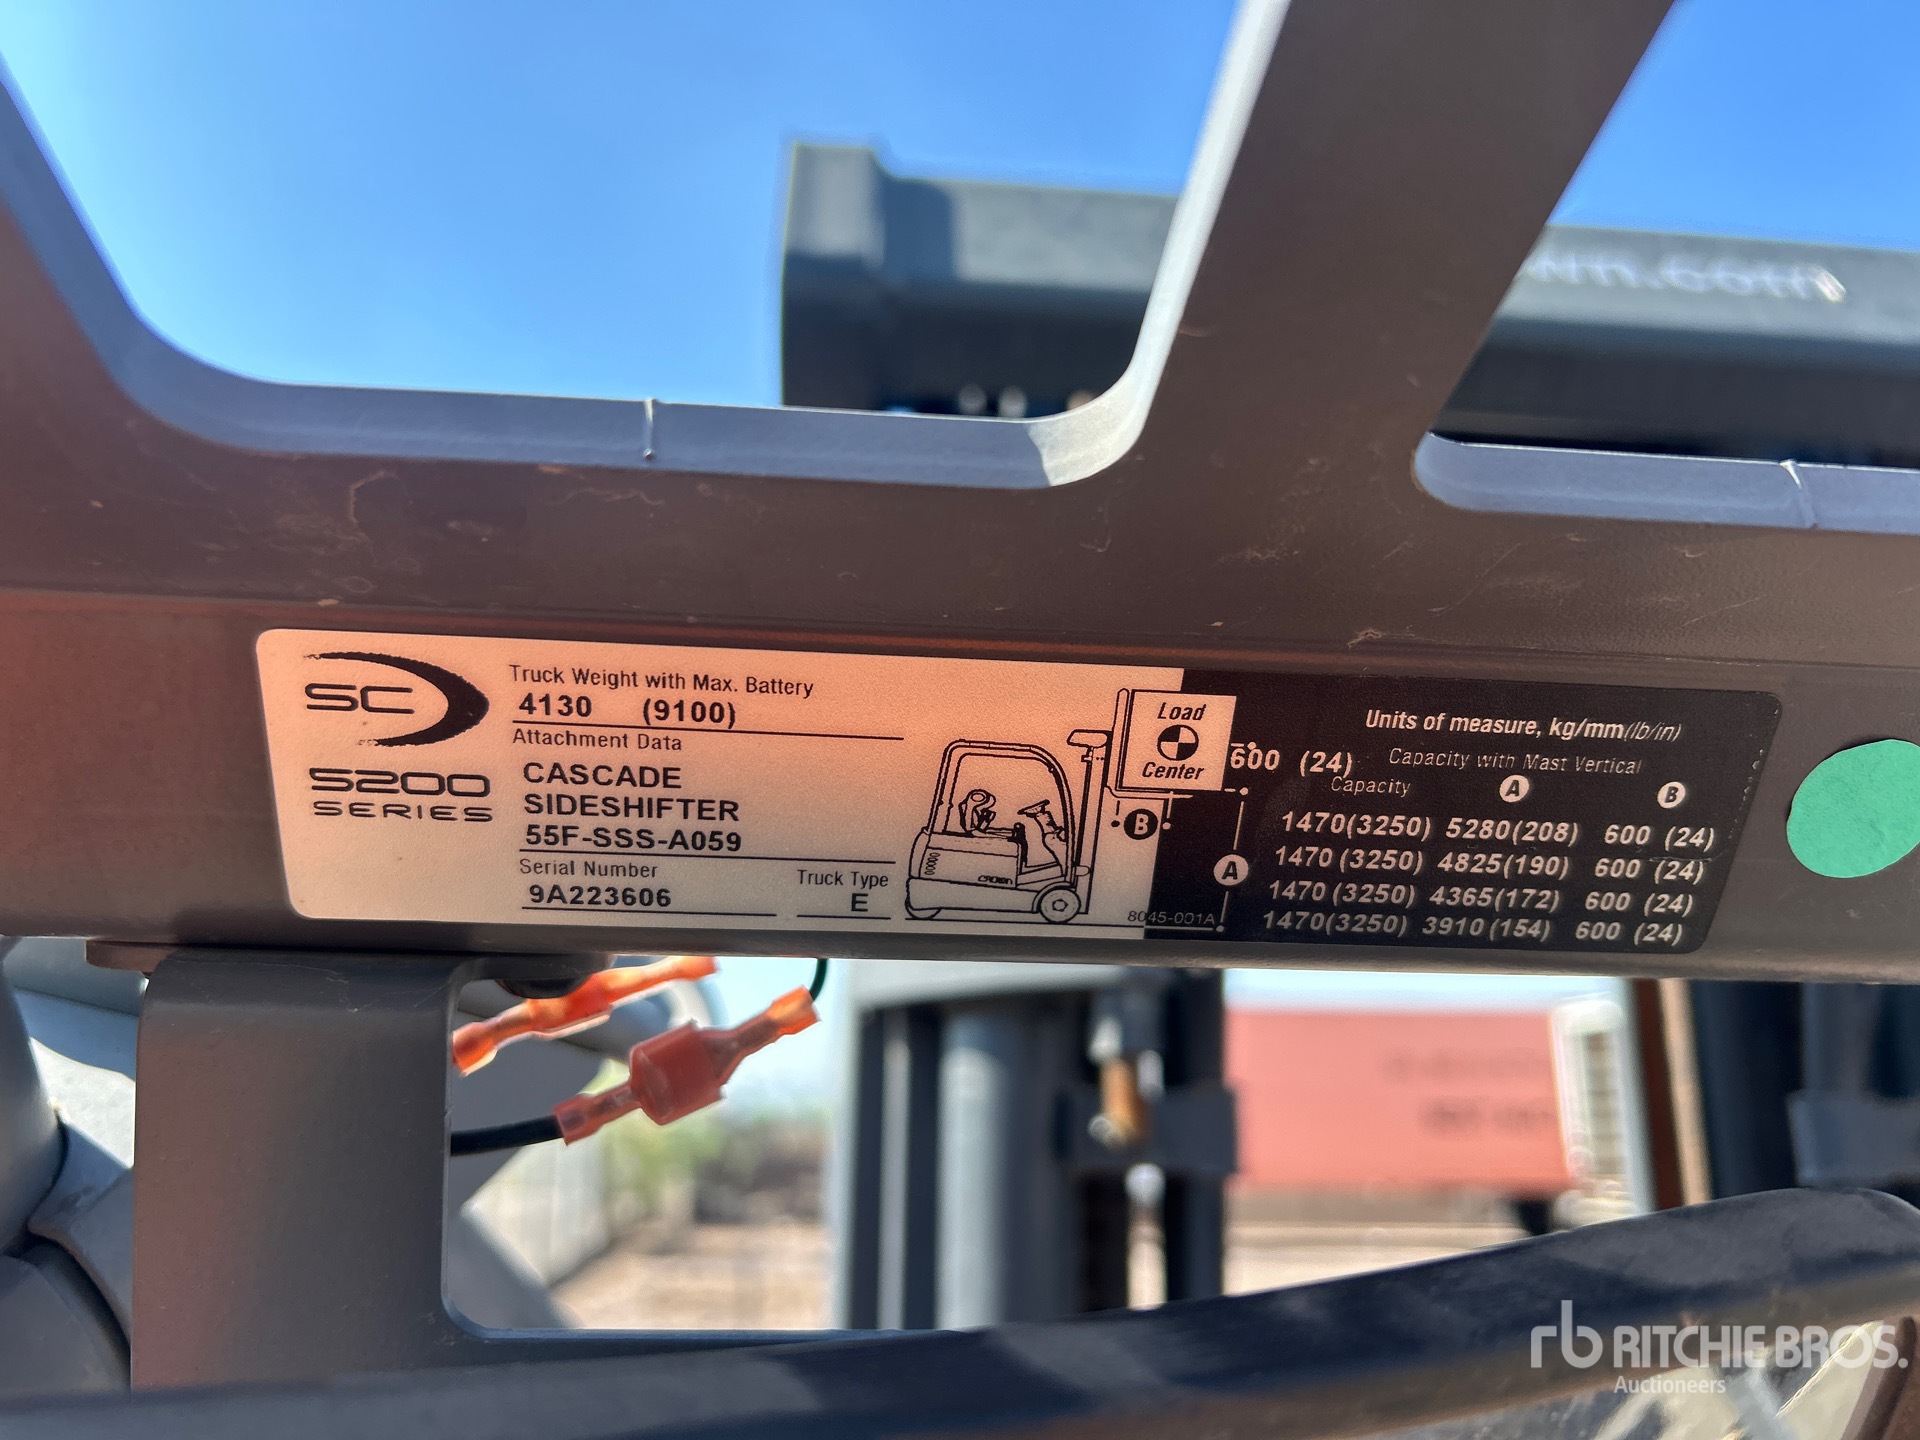 SC
5200
SERIES
Truck Weight with Max. Battery
4130 (9100)
Attachment Data
CASCADE
SIDESHIFTER
55F-SSS-A059
Serial Number
9A223606
Truck Type
E
CROWN
Load
Center
600 (24)
B
A
8045-001A
Units of measure, kg/mm(lb/in)
Capacity with Mast Vertical
Capacity A B
1470(3250) 5280(208) 600 (24)
1470 (3250) 4825(190) 600 (24)
1470 (3250) 4365(172) 600 (24)
1470(3250) 3910(154) 600 (24)
rb RITCHIE BROS.
Auctioneers